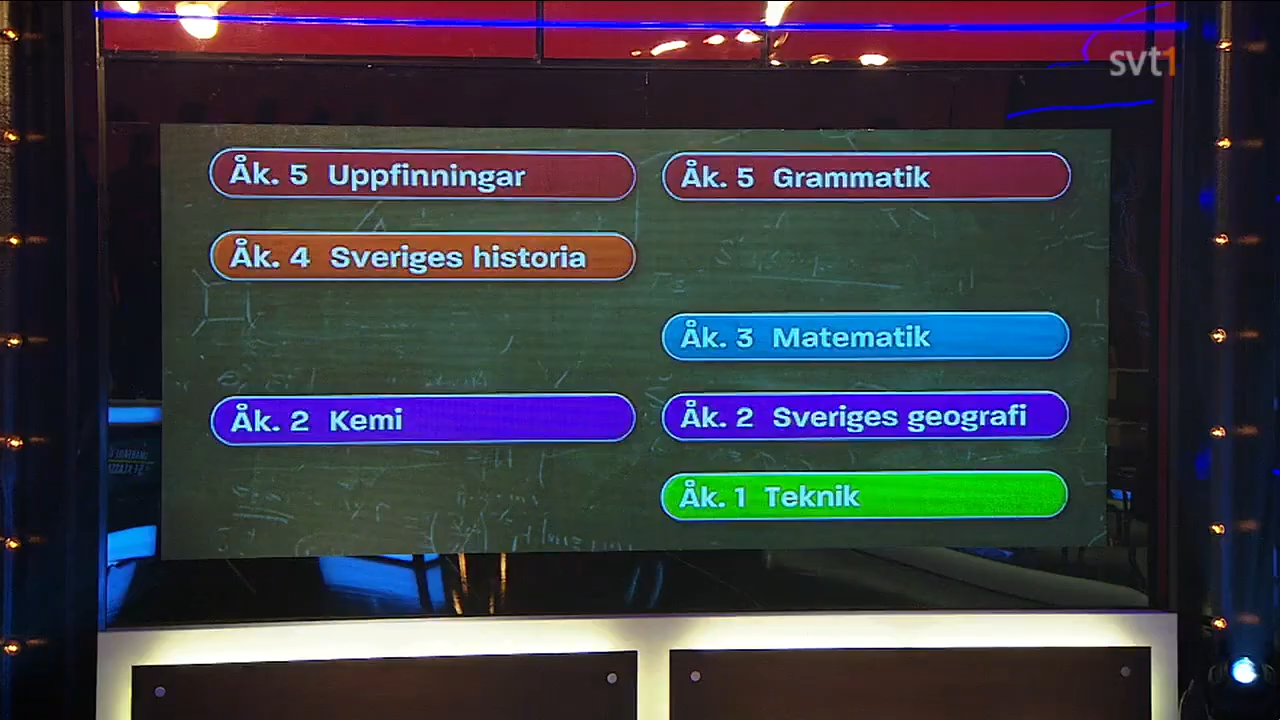 svt1
Åk. 5 Uppfinningar
Åk. 5 Grammatik
Åk. 4 Sveriges historia
Åk. 3 Matematik
Åk. 2 Kemi
Åk. 2 Sveriges geografi
Åk. 1 Teknik